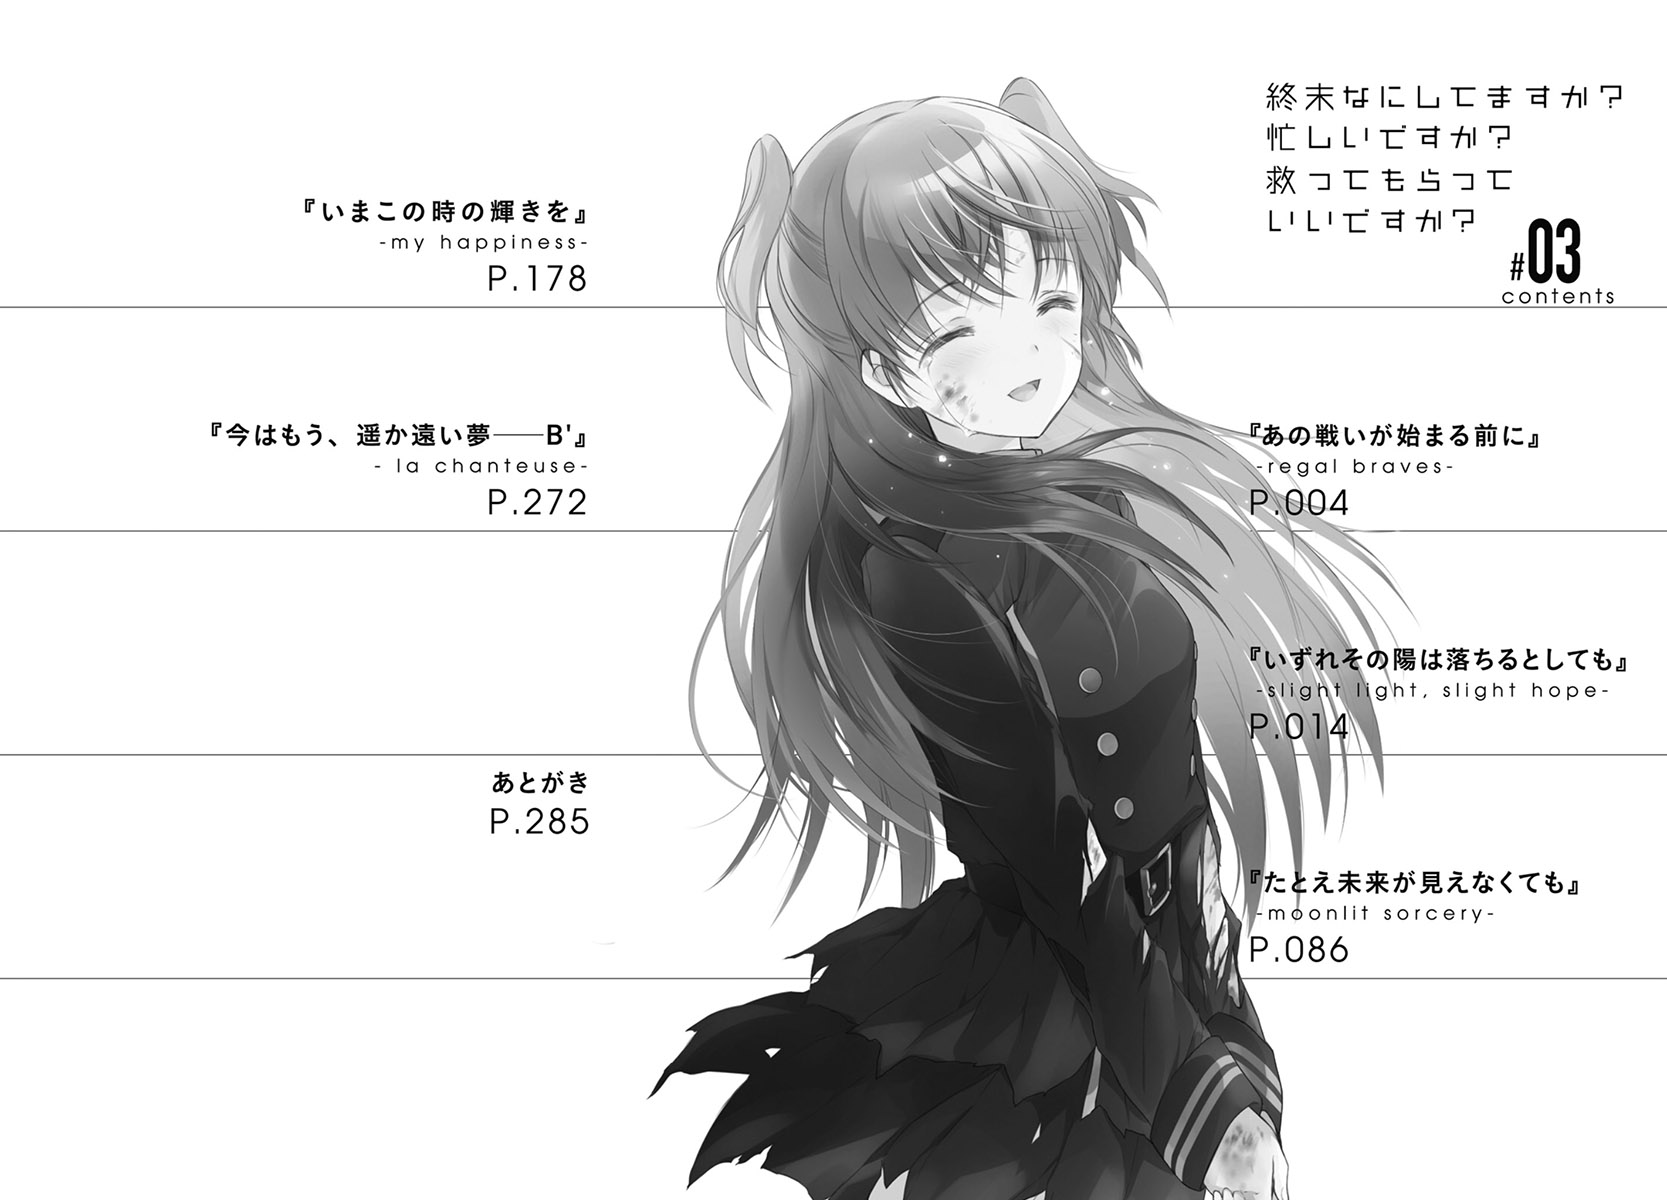 終末なにしてますか？
忙しいですか？
救ってもらって
いいですか？
#03
contents
『あの戦いが始まる前に』
-regal braves-
P.004
『いずれその陽は落ちるとしても』
-slight light, slight hope-
P.014
『たとえ未来が見えなくても』
-moonlit sorcery-
P.086
『いまこの時の輝きを』
-my happiness-
P.178
『今はもう、遥か遠い夢――B'』
- la chanteuse-
P.272
あとがき
P.285